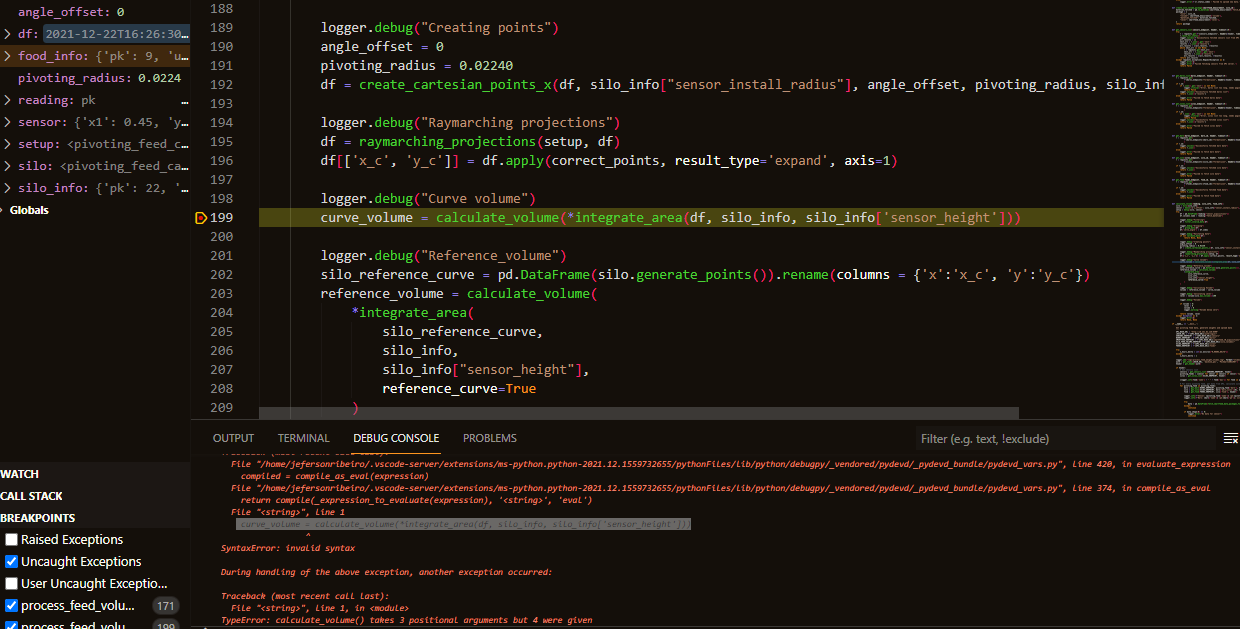 angle_offset: 0
df: 2021-12-22T16:26:30…
food_info: {'pk': 9, 'u…
pivoting_radius: 0.0224
reading: pk …
sensor: {'x1': 0.45, 'y…
setup: <pivoting_feed_c…
silo: <pivoting_feed_ca…
silo_info: {'pk': 22, '…
Globals
188
189 logger.debug("Creating points")
190 angle_offset = 0
191 pivoting_radius = 0.02240
192 df = create_cartesian_points_x(df, silo_info["sensor_install_radius"], angle_offset, pivoting_radius, silo_inf
193
194 logger.debug("Raymarching projections")
195 df = raymarching_projections(setup, df)
196 df[['x_c', 'y_c']] = df.apply(correct_points, result_type='expand', axis=1)
197
198 logger.debug("Curve volume")
199 curve_volume = calculate_volume(*integrate_area(df, silo_info, silo_info['sensor_height']))
200
201 logger.debug("Reference_volume")
202 silo_reference_curve = pd.DataFrame(silo.generate_points()).rename(columns = {'x':'x_c', 'y':'y_c'})
203 reference_volume = calculate_volume(
204 *integrate_area(
205 silo_reference_curve,
206 silo_info,
207 silo_info["sensor_height"],
208 reference_curve=True
209 )
OUTPUT TERMINAL DEBUG CONSOLE PROBLEMS
Filter (e.g. text, !exclude)
File "/home/jefersonribeiro/.vscode-server/extensions/ms-python.python-2021.12.1559732655/pythonFiles/lib/python/debugpy/_vendored/pydevd/_pydevd_bundle/pydevd_vars.py", line 420, in evaluate_expression
compiled = compile_as_eval(expression)
File "/home/jefersonribeiro/.vscode-server/extensions/ms-python.python-2021.12.1559732655/pythonFiles/lib/python/debugpy/_vendored/pydevd/_pydevd_bundle/pydevd_vars.py", line 374, in compile_as_eval
return compile(_expression_to_evaluate(expression), '<string>', 'eval')
File "<string>", line 1
curve_volume = calculate_volume(*integrate_area(df, silo_info, silo_info['sensor_height']))
^
SyntaxError: invalid syntax
During handling of the above exception, another exception occurred:
Traceback (most recent call last):
File "<string>", line 1, in <module>
TypeError: calculate_volume() takes 3 positional arguments but 4 were given
WATCH
CALL STACK
BREAKPOINTS
Raised Exceptions
Uncaught Exceptions
User Uncaught Exceptio…
process_feed_volu… 171
process_feed_volu… 199